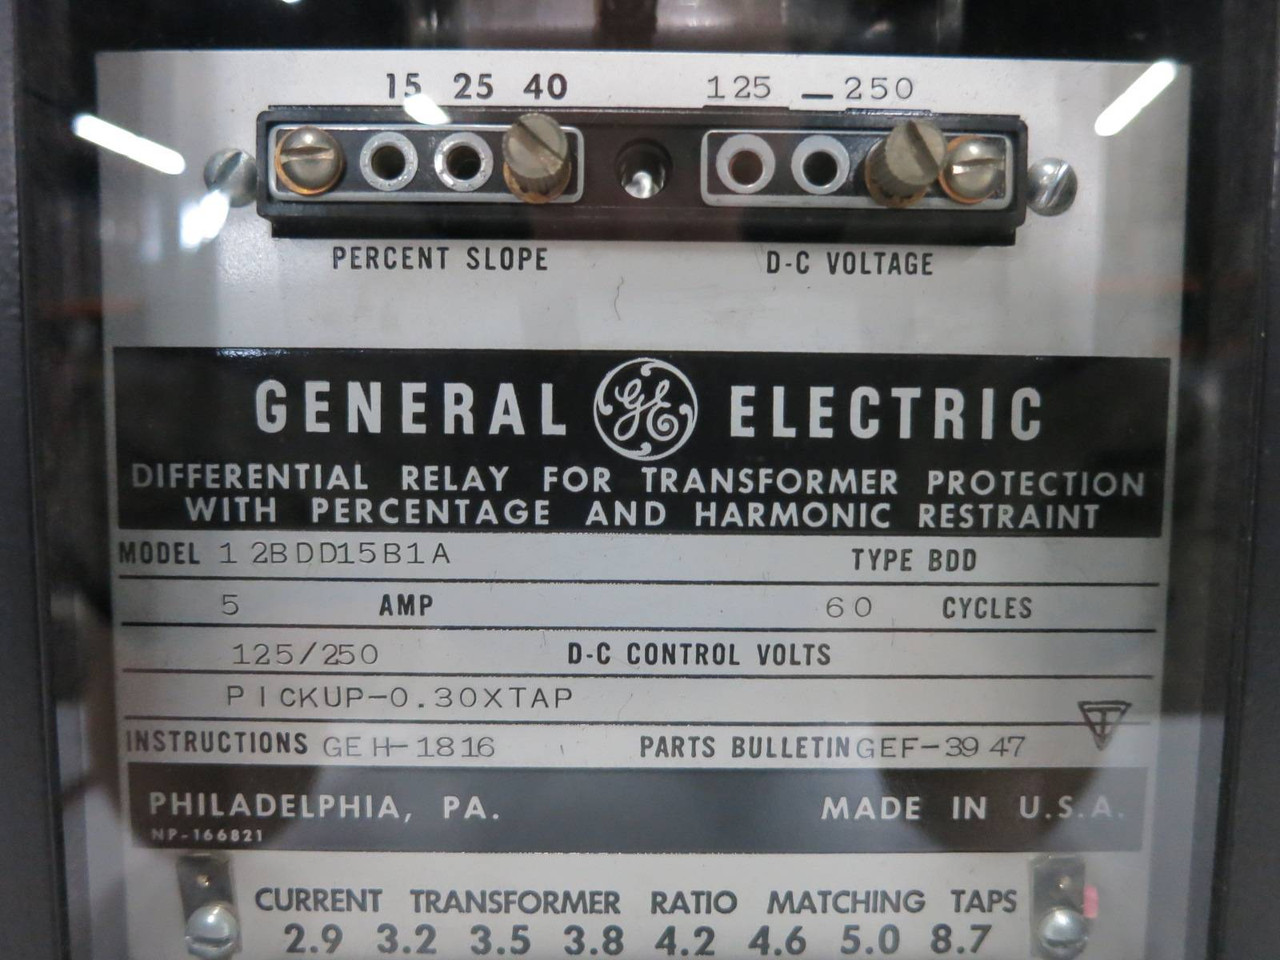 15 25 40 125 — 250
PERCENT SLOPE D-C VOLTAGE
GENERAL GE ELECTRIC
DIFFERENTIAL RELAY FOR TRANSFORMER PROTECTION
WITH PERCENTAGE AND HARMONIC RESTRAINT
MODEL 12BDD15B1A TYPE BDD
5 AMP 60 CYCLES
125/250 D-C CONTROL VOLTS
PICKUP-0.30XTAP
INSTRUCTIONS GEH-1816 PARTS BULLETIN GEF-3947
PHILADELPHIA, PA. MADE IN U.S.A.
NP-166821
CURRENT TRANSFORMER RATIO MATCHING TAPS
2.9 3.2 3.5 3.8 4.2 4.6 5.0 8.7